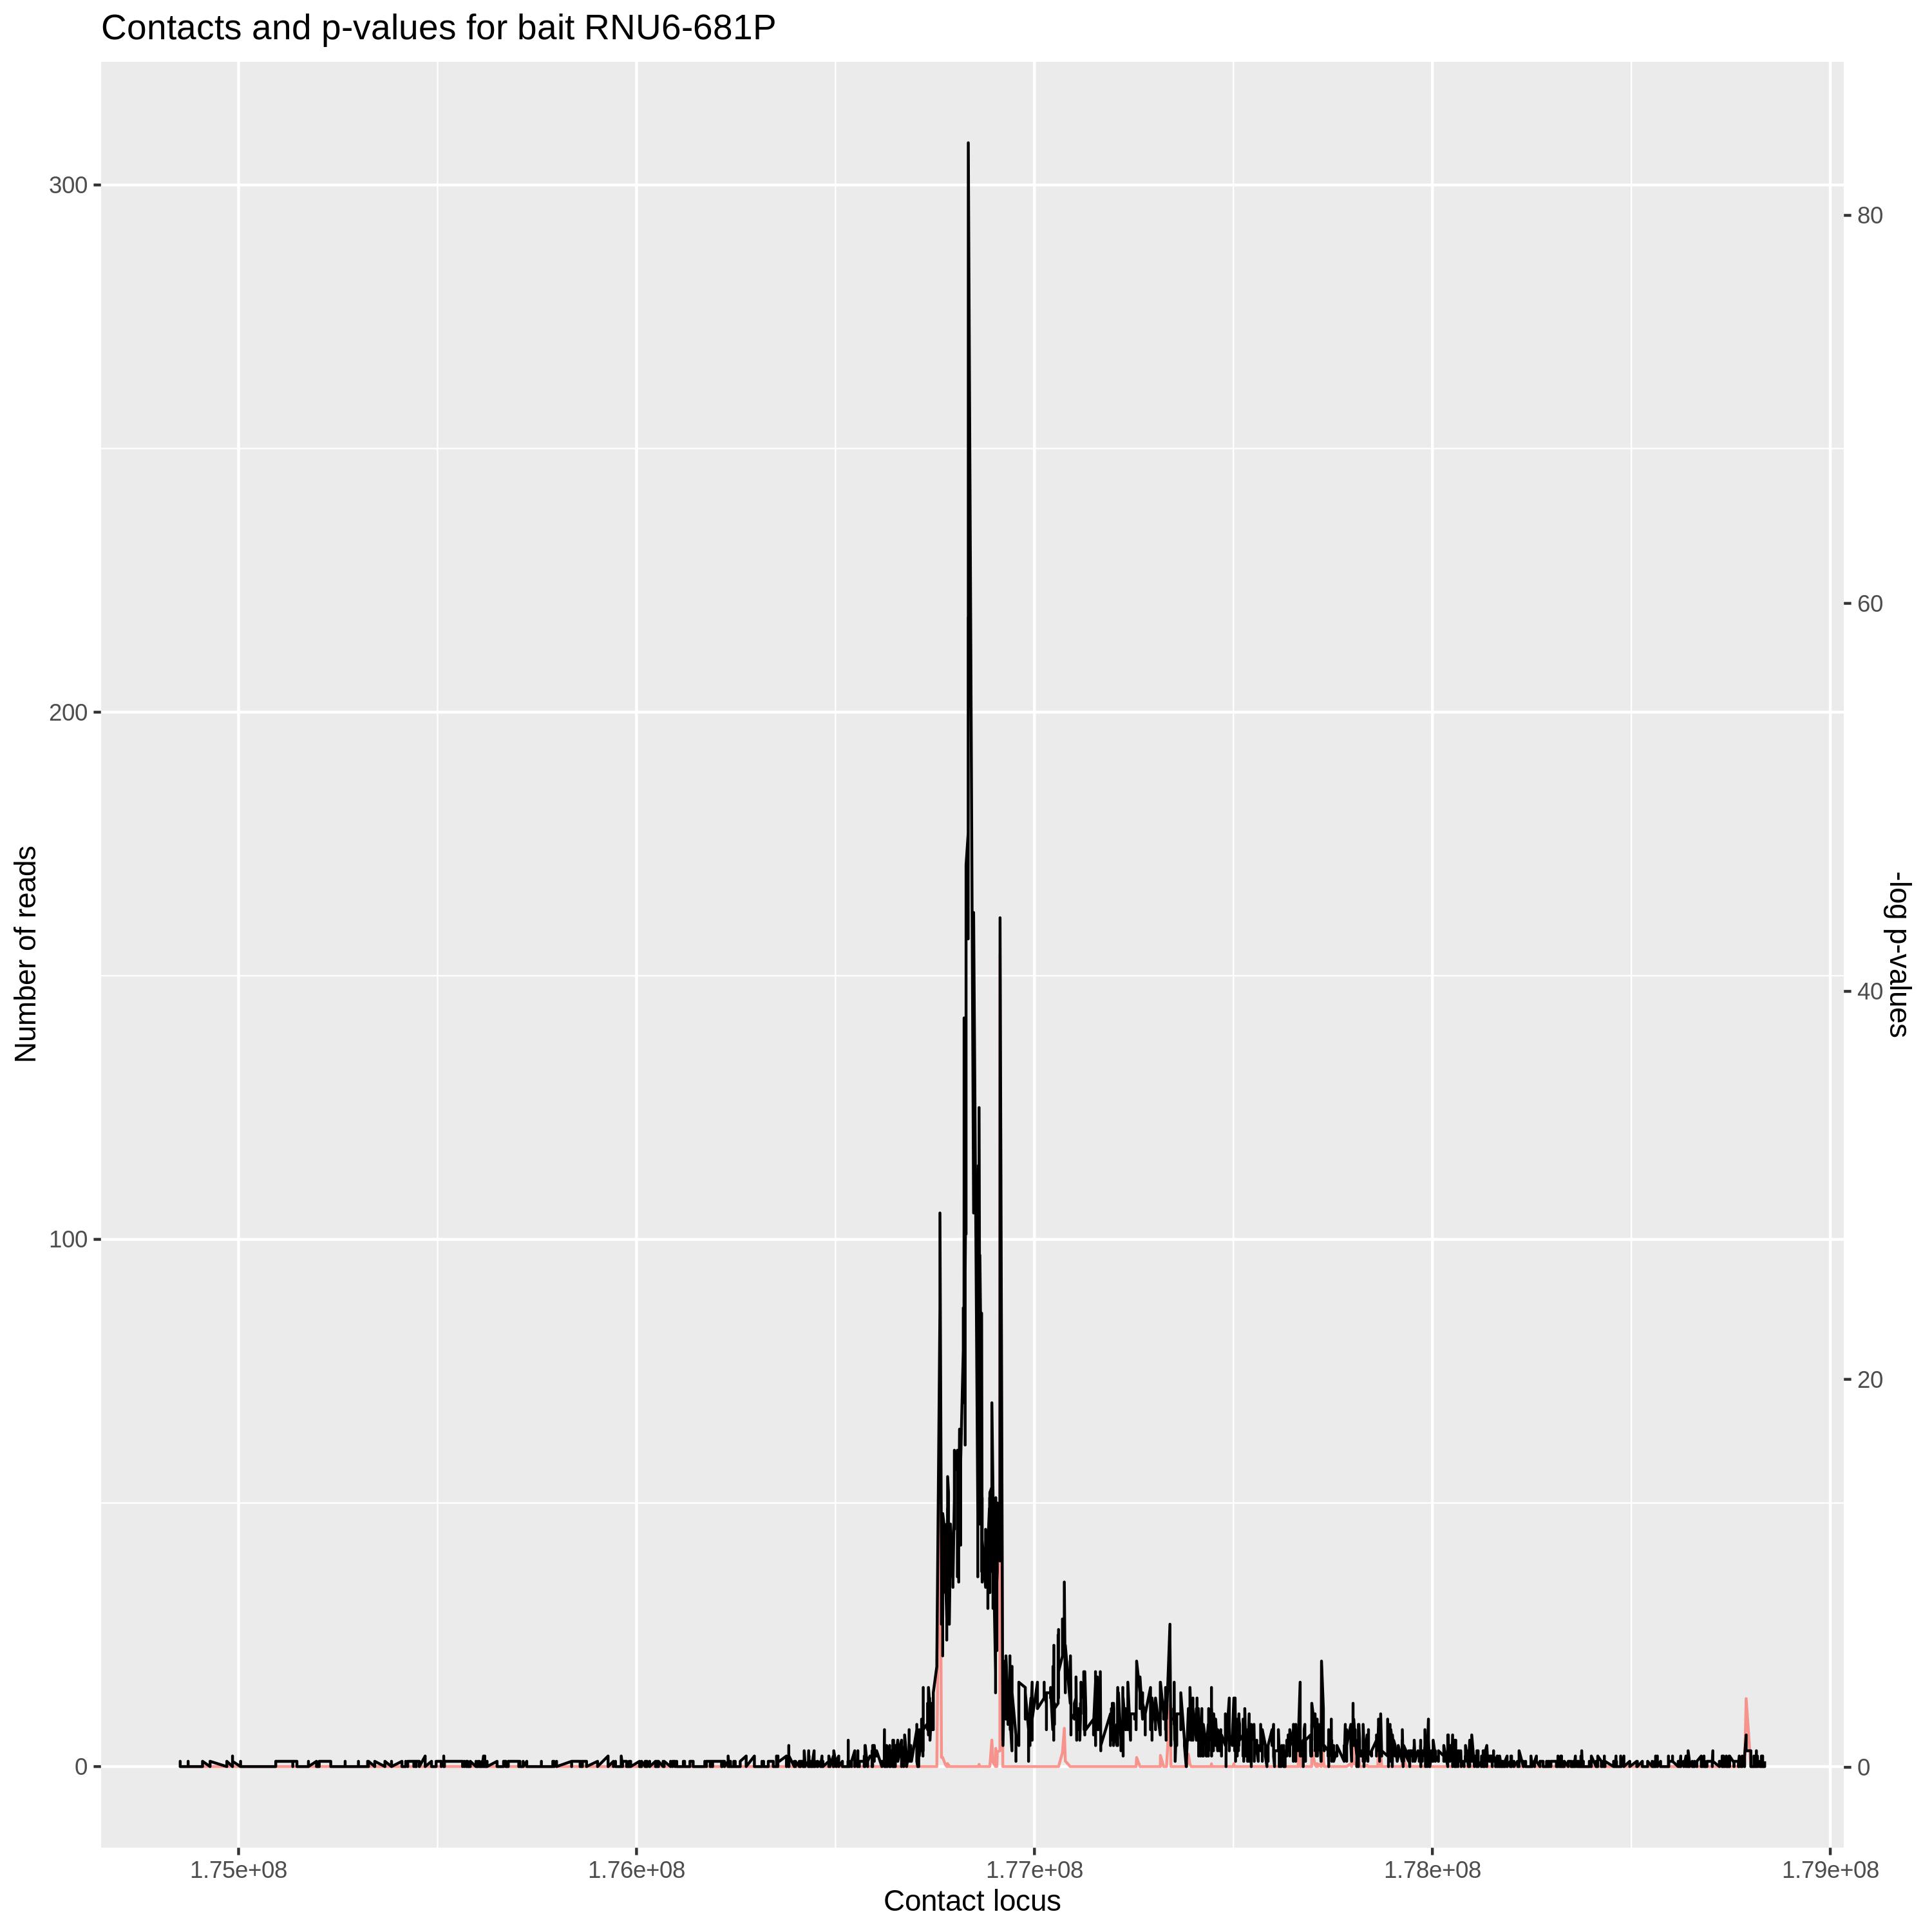 Contacts and p-values for bait RNU6-681P
300
200
100
0
80
60
40
20
0
Number of reads
-log p-values
1.75e+08 1.76e+08 1.77e+08 1.78e+08 1.79e+08
Contact locus